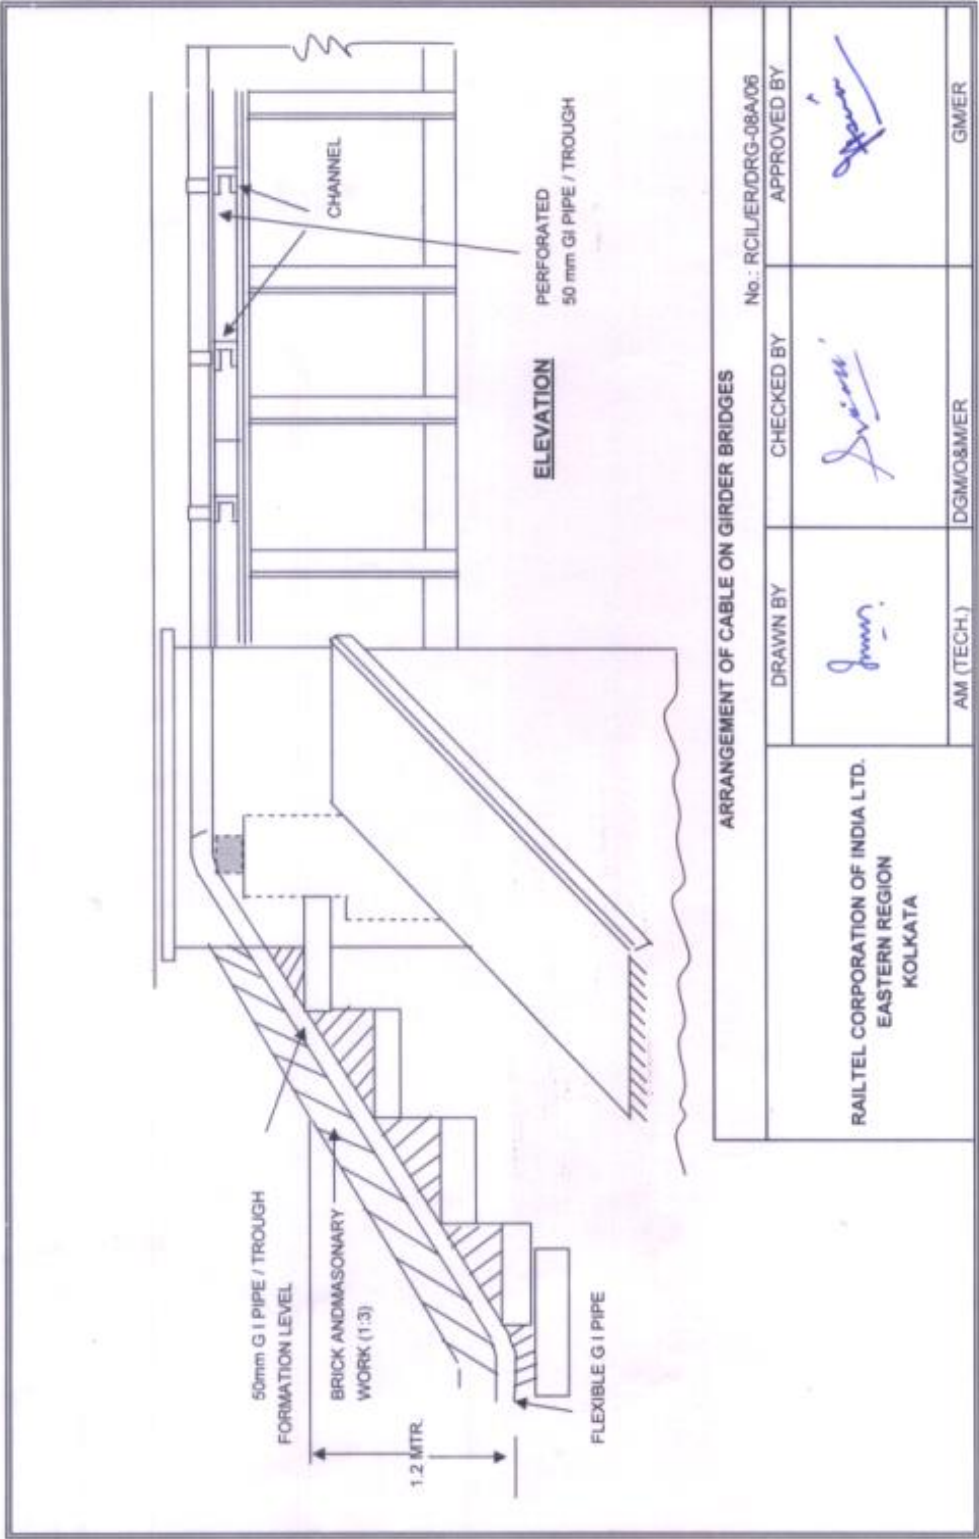 50mm G I PIPE / TROUGH
FORMATION LEVEL
BRICK ANDMASONARY
WORK (1:3)
1.2 MTR.
FLEXIBLE G I PIPE
CHANNEL
PERFORATED
50 mm GI PIPE / TROUGH
ELEVATION
ARRANGEMENT OF CABLE ON GIRDER BRIDGES
No.: RCIL/ER/DRG-08A/06
RAILTEL CORPORATION OF INDIA LTD.
EASTERN REGION
KOLKATA
DRAWN BY
CHECKED BY
APPROVED BY
AM (TECH.)
DGM/O&M/ER
GM/ER